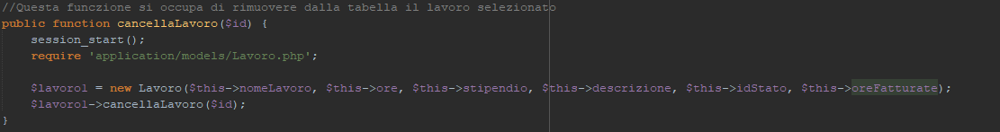 //Questa funczione si occupa di rimuovere dalla tabella il lavoro selezionato
public function cancellaLavoro($id) {
    session_start();
    require 'application/models/Lavoro.php';

    $lavoro1 = new Lavoro($this->nomeLavoro, $this->ore, $this->stipendio, $this->descrizione, $this->idStato, $this->oreFatturate);
    $lavoro1->cancellaLavoro($id);
}